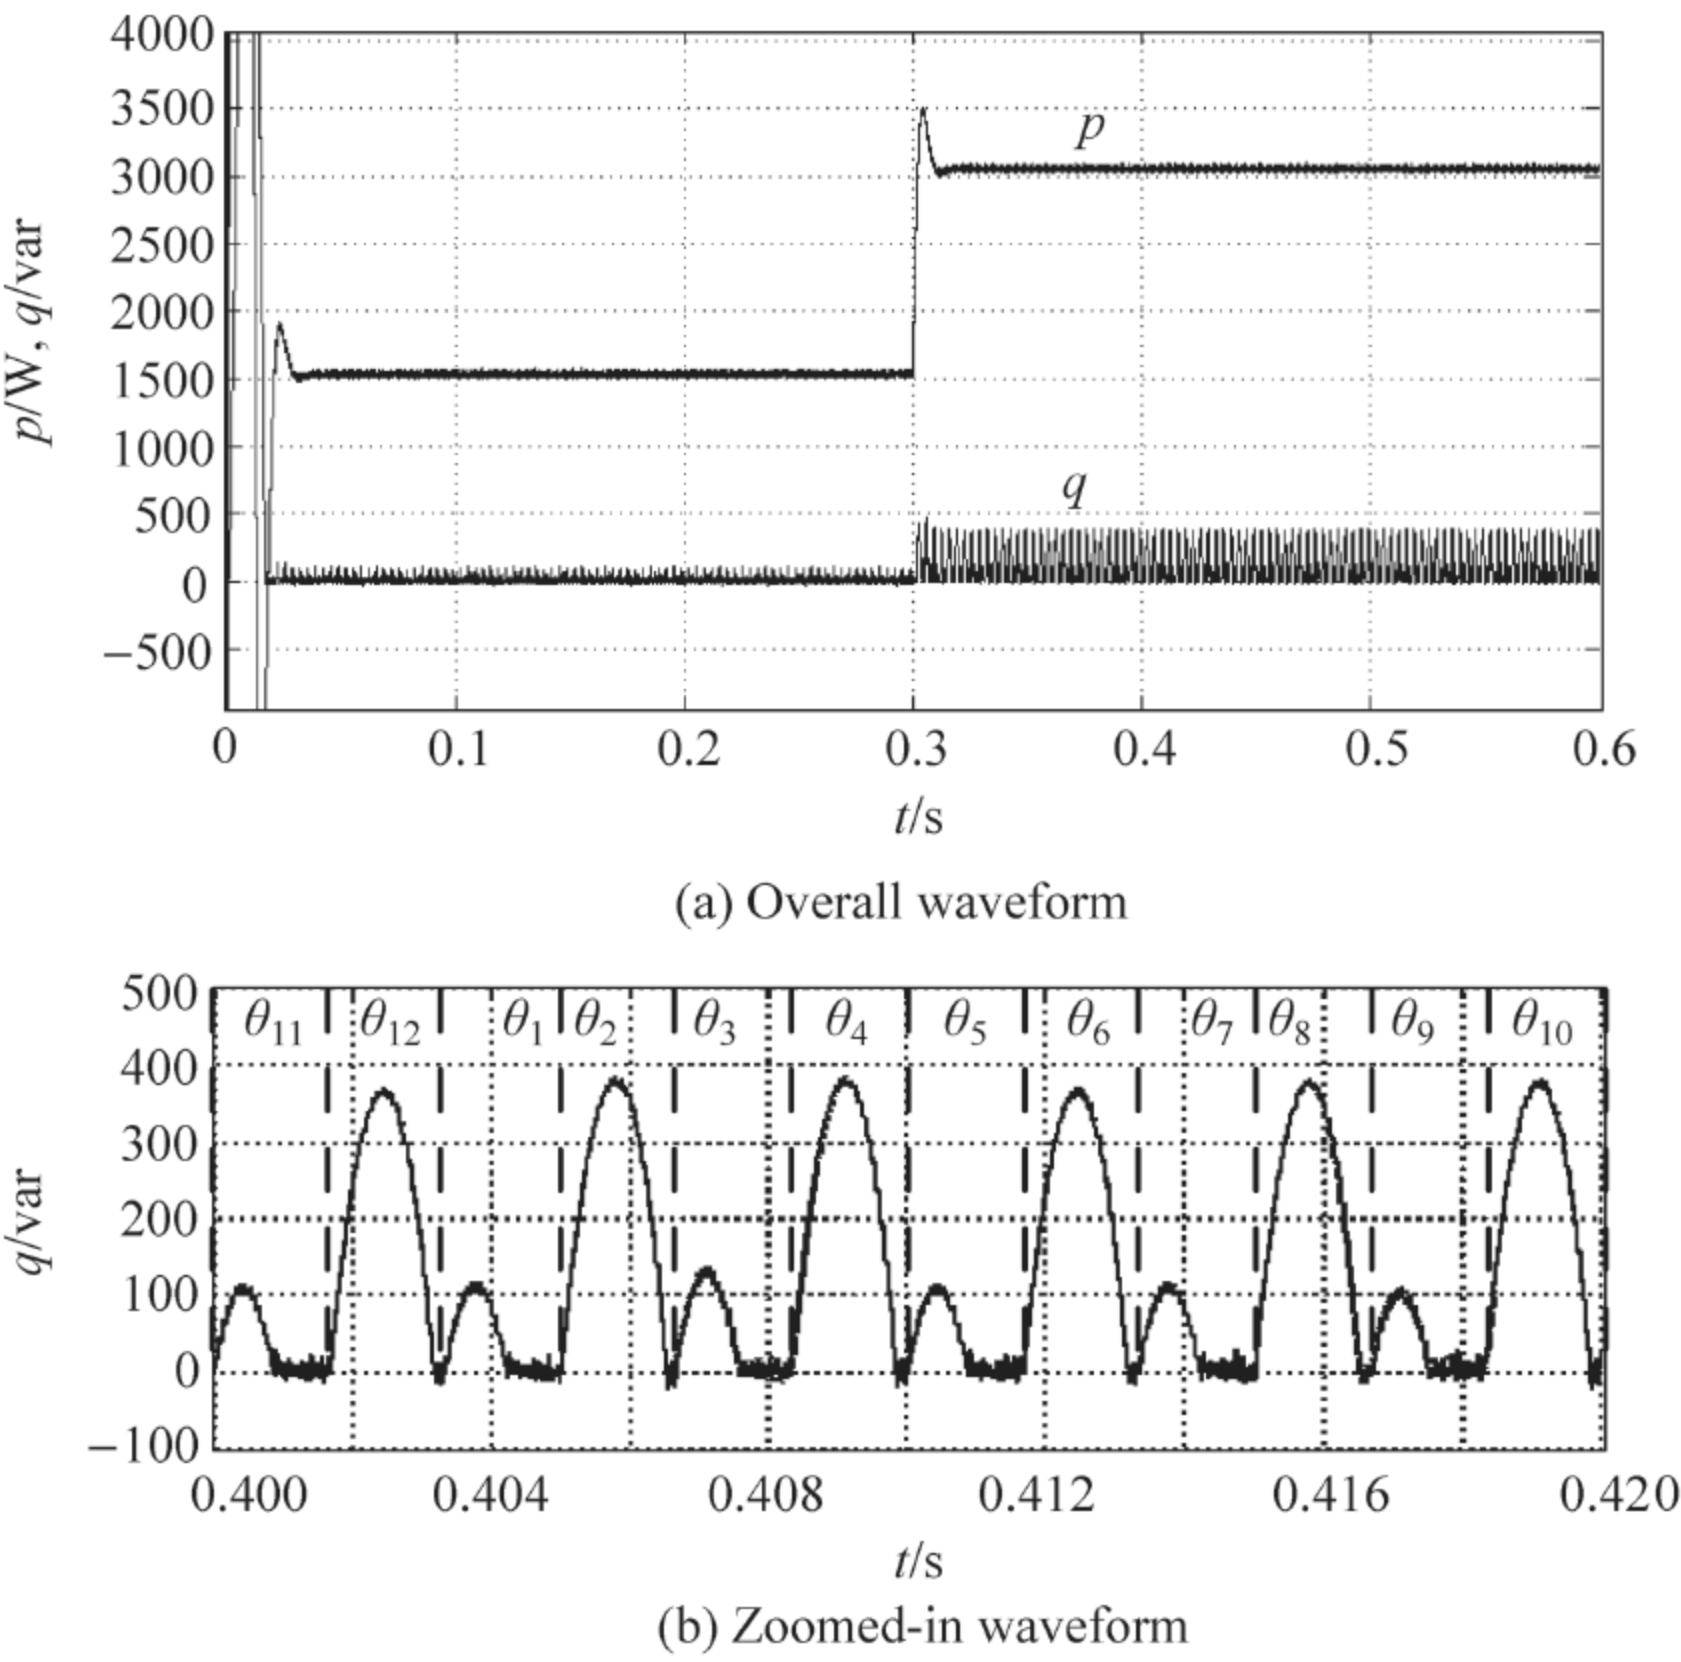 4000
3500
3000
2500
2000
1500
1000
500
0
−500
p/W, q/var
p
q
0 0.1 0.2 0.3 0.4 0.5 0.6
t/s
(a) Overall waveform
500
400
300
200
100
0
−100
q/var
θ11 θ12 θ1 θ2 θ3 θ4 θ5 θ6 θ7 θ8 θ9 θ10
0.400 0.404 0.408 0.412 0.416 0.420
t/s
(b) Zoomed-in waveform